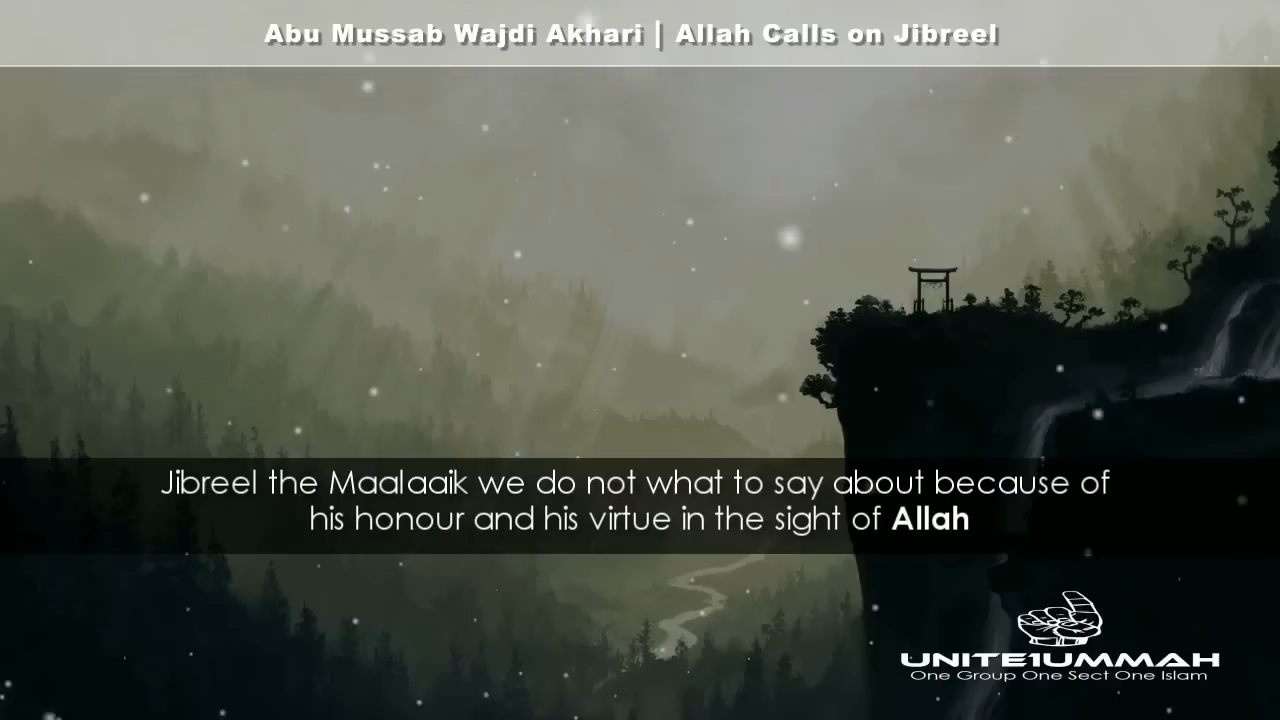 Abu Mussab Wajdi Akhari | Allah Calls on Jibreel
Jibreel the Maalaaik we do not what to say about because of
his honour and his virtue in the sight of Allah
UNITE1UMMAH
One Group One Sect One Islam